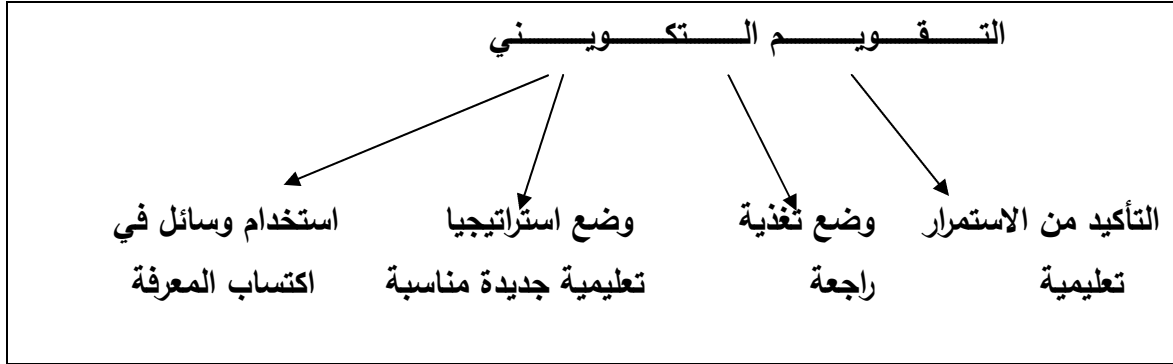 التقويم التكويني
التأكيد من الاستمرار وضع تغذية وضع استراتيجيا استخدام وسائل في
تعليمية راجعة تعليمية جديدة مناسبة اكتساب المعرفة